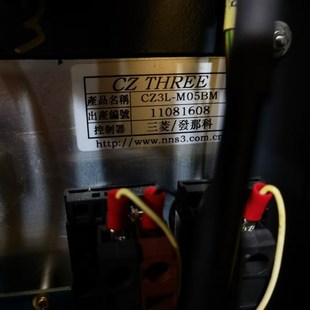 CZ THREE
產品名稱 CZ3L-M05BM
出產編號 11081608
控制器 三菱/發那科
http://www.nns3.com.cn